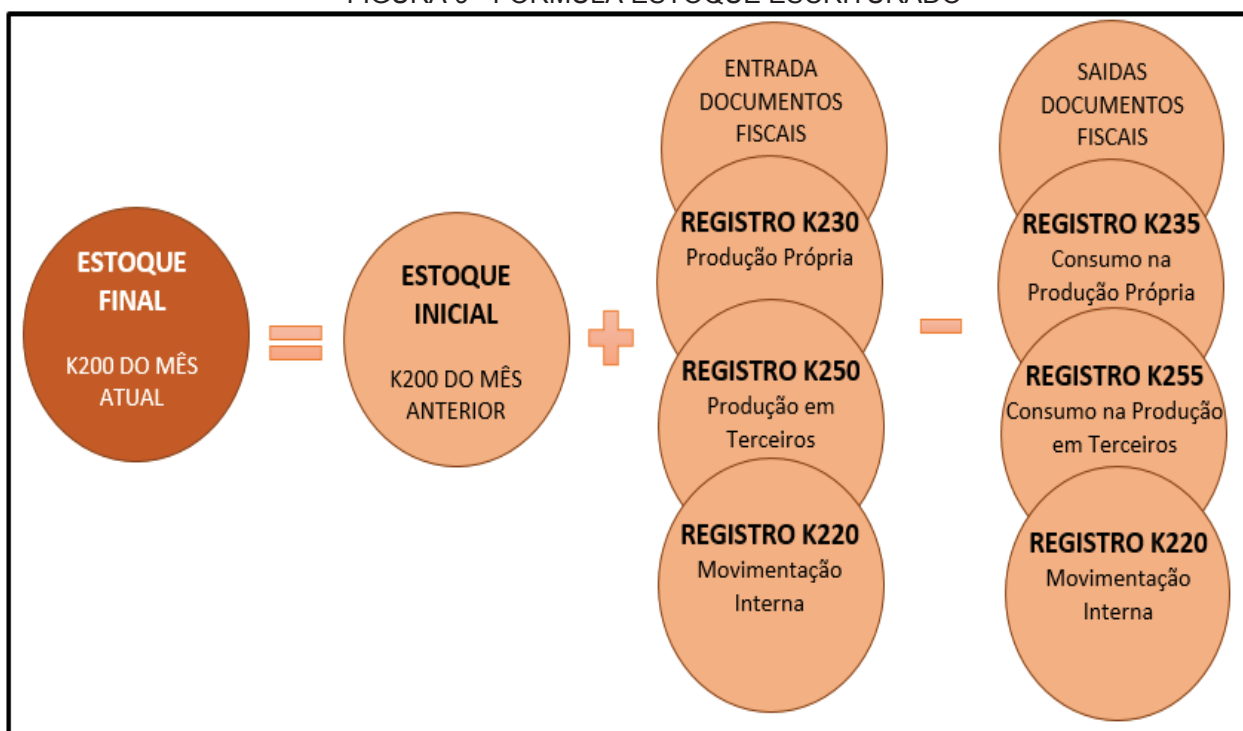 ESTOQUE
FINAL
K200 DO MÊS
ATUAL
ESTOQUE
INICIAL
K200 DO MÊS
ANTERIOR
ENTRADA
DOCUMENTOS
FISCAIS
REGISTRO K230
Produção Própria
REGISTRO K250
Produção em
Terceiros
REGISTRO K220
Movimentação
Interna
SAIDAS
DOCUMENTOS
FISCAIS
REGISTRO K235
Consumo na
Produção Própria
REGISTRO K255
Consumo na Produção
em Terceiros
REGISTRO K220
Movimentação
Interna